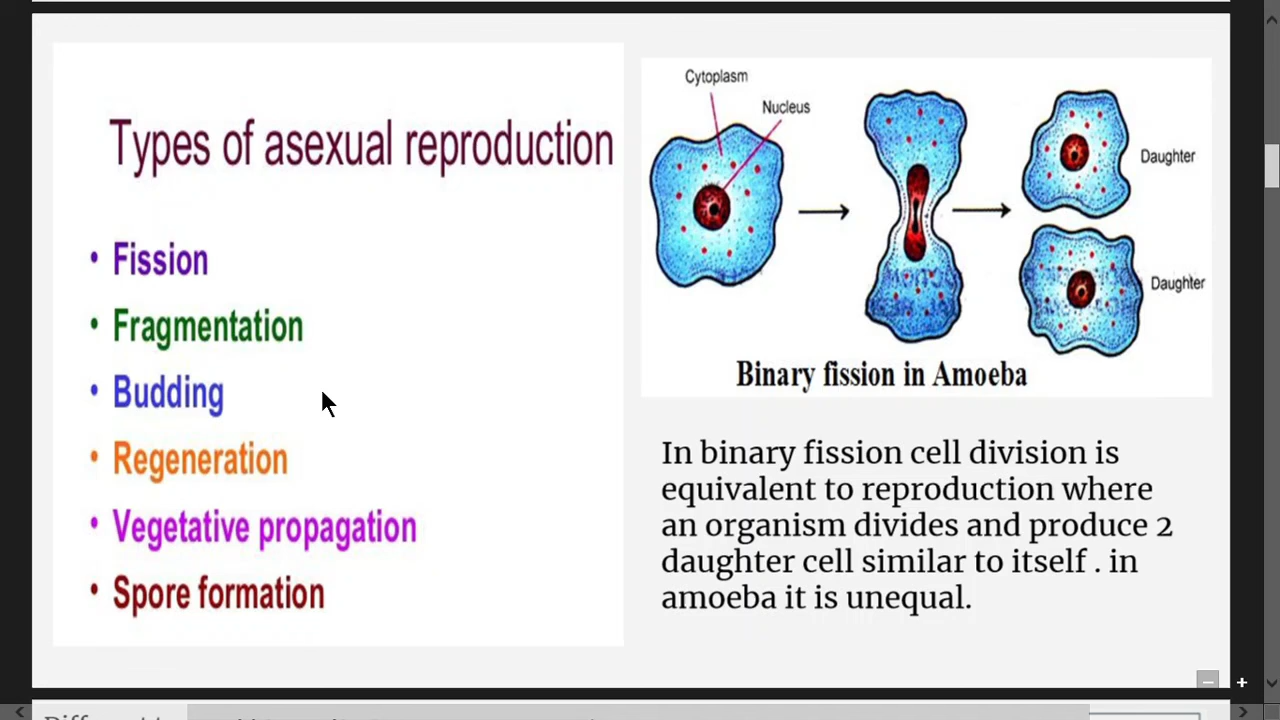 Types of asexual reproduction
• Fission
• Fragmentation
• Budding
• Regeneration
• Vegetative propagation
• Spore formation
Cytoplasm
Nucleus
Daughter
Daughter
Binary fission in Amoeba
In binary fission cell division is
equivalent to reproduction where
an organism divides and produce 2
daughter cell similar to itself . in
amoeba it is unequal.